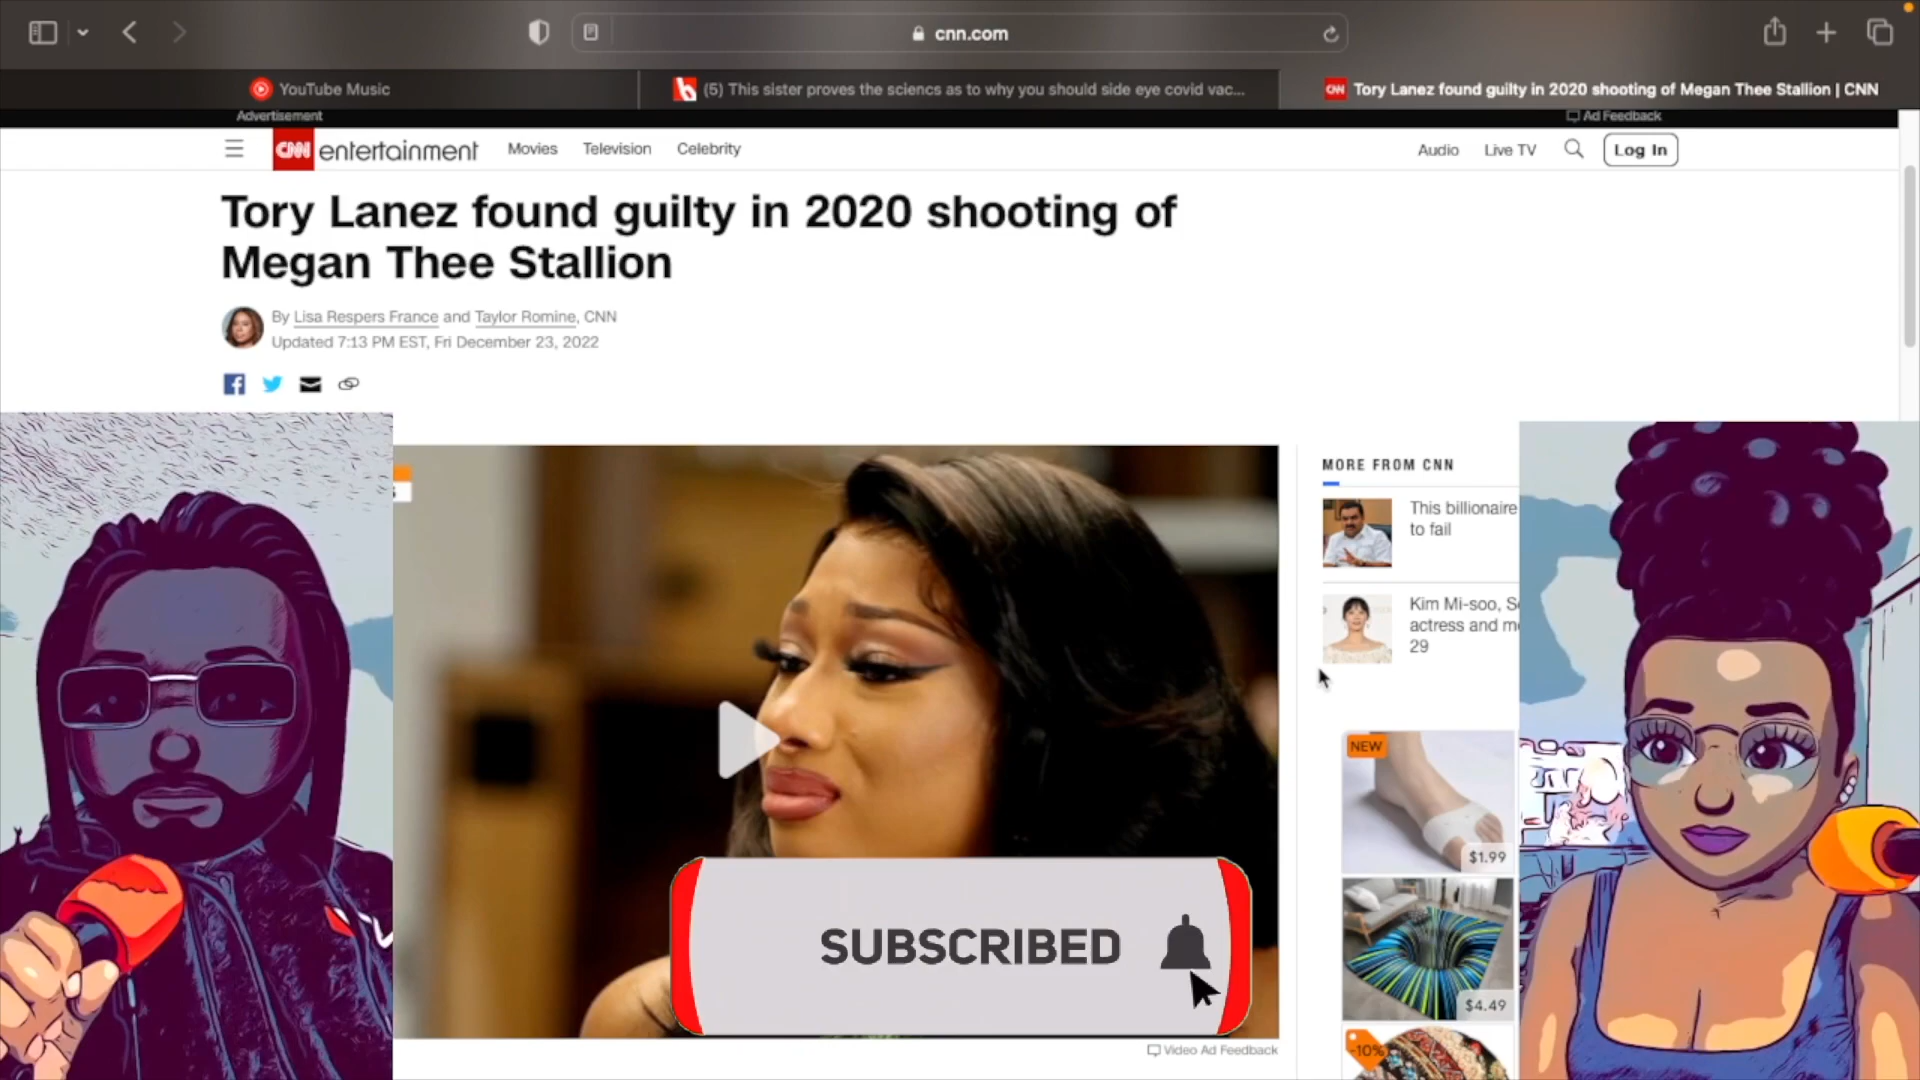 cnn.com
YouTube Music
(5) This sister proves the sciencs as to why you should side eye covid vac...
CNN Tory Lanez found guilty in 2020 shooting of Megan Thee Stallion | CNN
Advertisement
Ad Feedback
CNN entertainment
Movies
Television
Celebrity
Audio
Live TV
Log In
Tory Lanez found guilty in 2020 shooting of
Megan Thee Stallion
By Lisa Respers France and Taylor Romine, CNN
Updated 7:13 PM EST, Fri December 23, 2022
MORE FROM CNN
This billionaire
to fail
Kim Mi-soo, S
actress and m
29
NEW
$1.99
$4.49
-10%
SUBSCRIBED
Video Ad Feedback